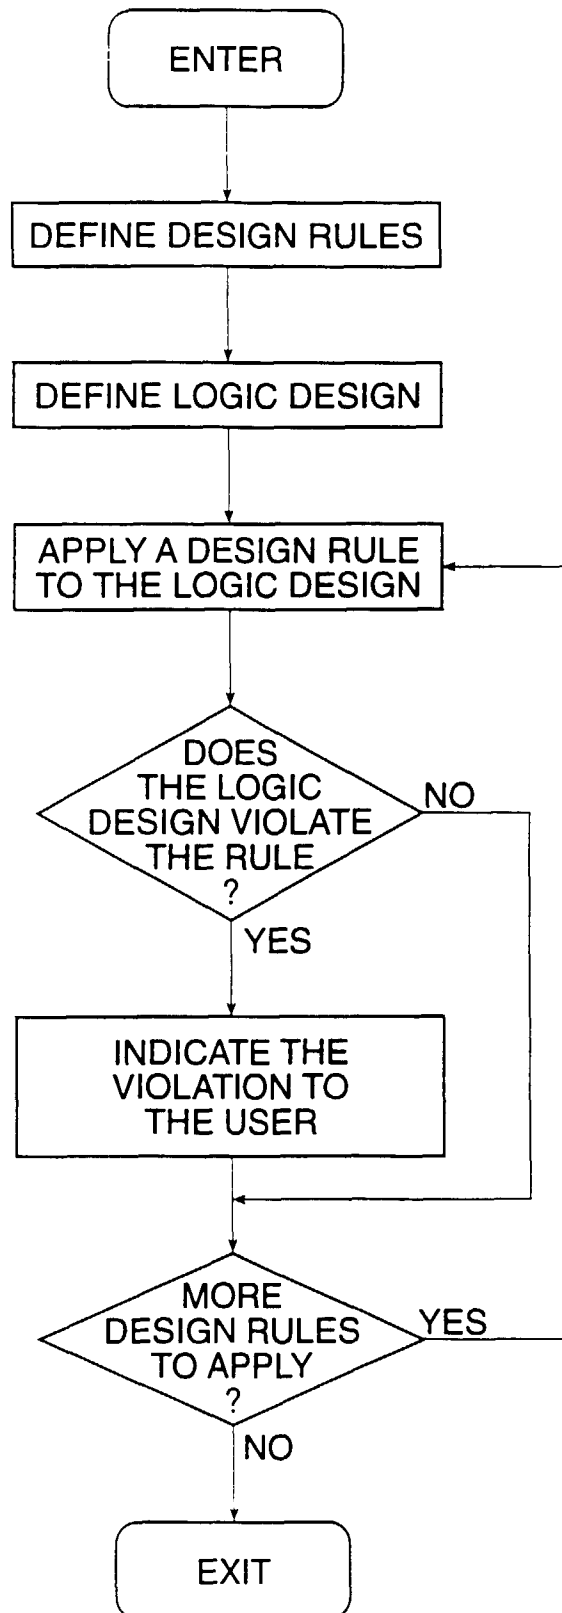 ENTER
DEFINE DESIGN RULES
DEFINE LOGIC DESIGN
APPLY A DESIGN RULE
TO THE LOGIC DESIGN
DOES
THE LOGIC
DESIGN VIOLATE
THE RULE
?
NO
YES
INDICATE THE
VIOLATION TO
THE USER
MORE
DESIGN RULES
TO APPLY
?
YES
NO
EXIT